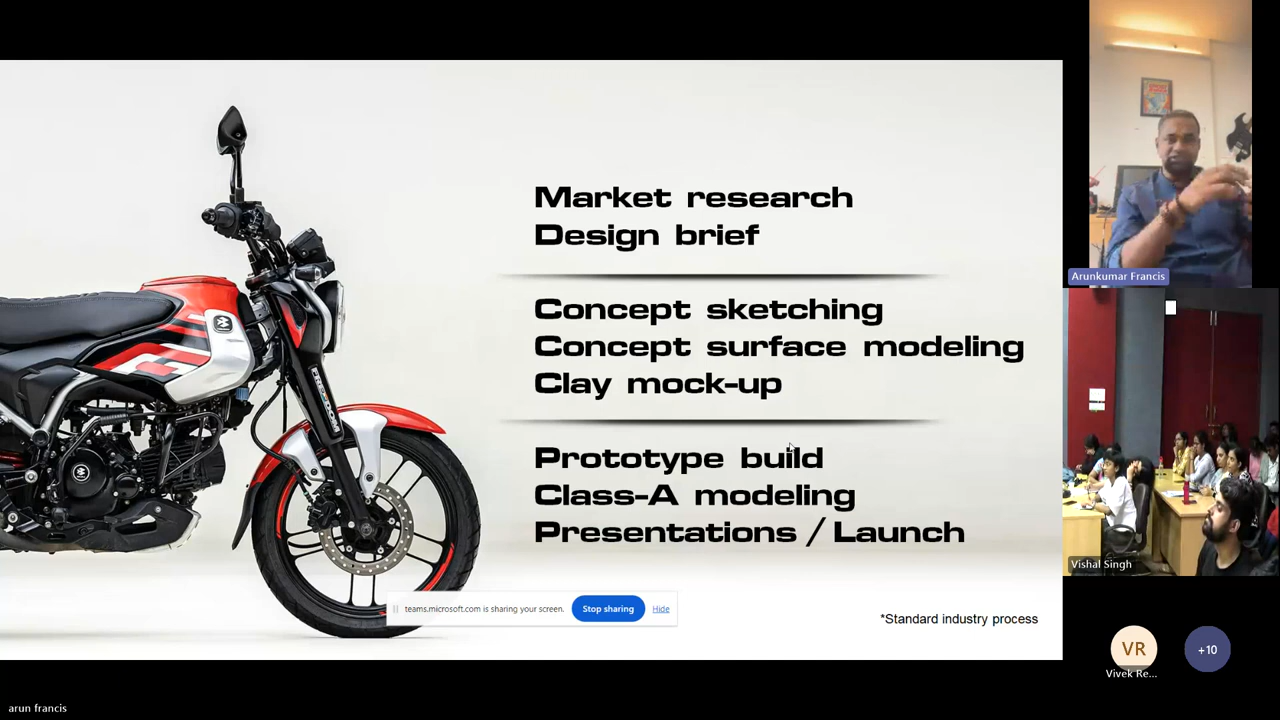 Market research
Design brief
Concept sketching
Concept surface modeling
Clay mock-up
Prototype build
Class-A modeling
Presentations / Launch
*Standard industry process
FREEDOM
teams.microsoft.com is sharing your screen.
Stop sharing
Hide
Arunkumar Francis
Vishal Singh
VR
Vivek Re...
+10
arun francis